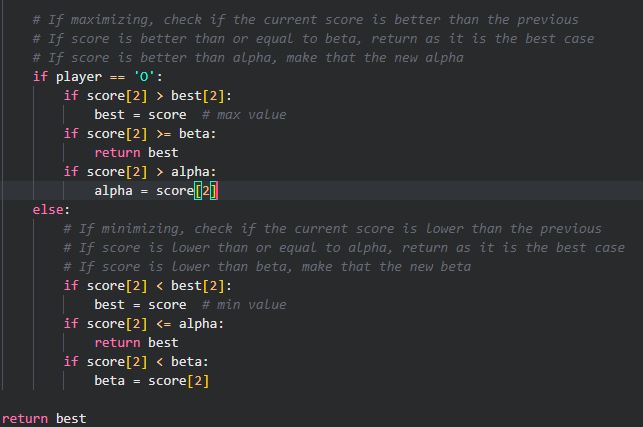 # If maximizing, check if the current score is better than the previous
# If score is better than or equal to beta, return as it is the best case
# If score is better than alpha, make that the new alpha
if player == 'O':
if score[2] > best[2]:
best = score  # max value
if score[2] >= beta:
return best
if score[2] > alpha:
alpha = score[2]
else:
# If minimizing, check if the current score is lower than the previous
# If score is lower than or equal to alpha, return as it is the best case
# If score is lower than beta, make that the new beta
if score[2] < best[2]:
best = score  # min value
if score[2] <= alpha:
return best
if score[2] < beta:
beta = score[2]
return best